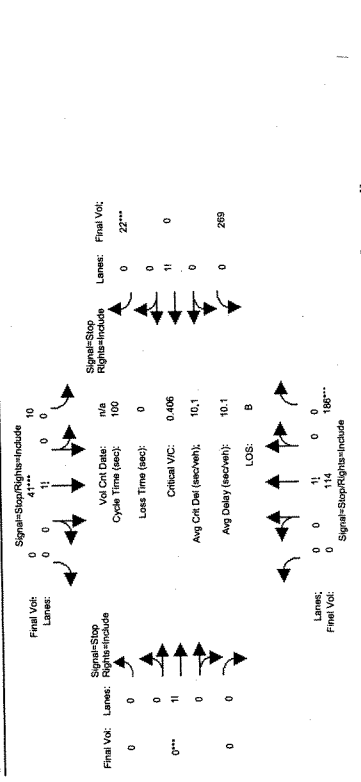 Signal=Stop/Rights=Include
Final Vol: 0 41*** 10
Lanes: 0 0 1! 0 0
Signal=Stop
Rights=Include
Final Vol: Lanes:
0 0
0
0*** 1!
0
0 0
Vol Cnt Date: n/a
Cycle Time (sec): 100
Loss Time (sec): 0
Critical V/C: 0.406
Avg Crit Del (sec/veh): 10.1
Avg Delay (sec/veh): 10.1
LOS: B
Signal=Stop
Rights=Include
Lanes: Final Vol:
0 22***
0
1! 0
0
0 269
Lanes: 0 0 1! 0 0
Final Vol: 0 114 186***
Signal=Stop/Rights=Include